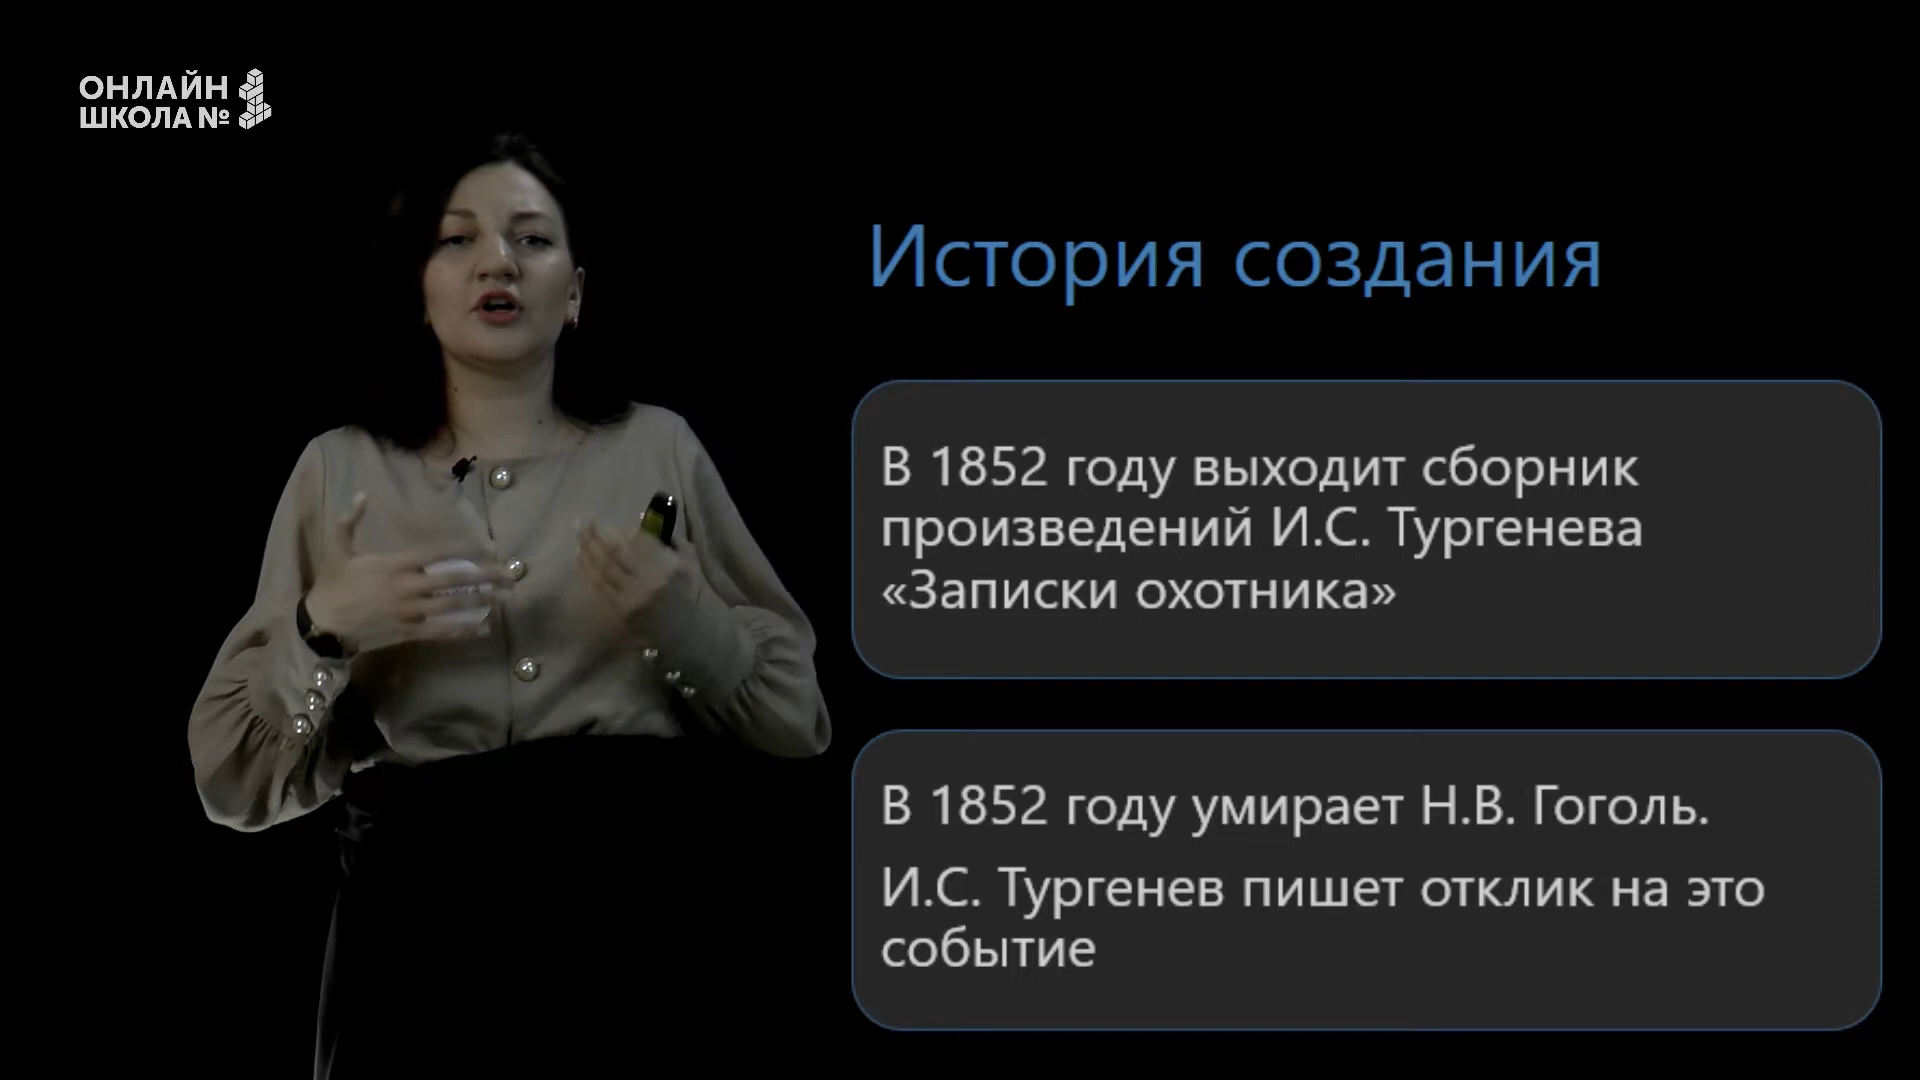 ОНЛАЙН
ШКОЛА №
История создания
В 1852 году выходит сборник
произведений И.С. Тургенева
«Записки охотника»
В 1852 году умирает Н.В. Гоголь.
И.С. Тургенев пишет отклик на это
событие